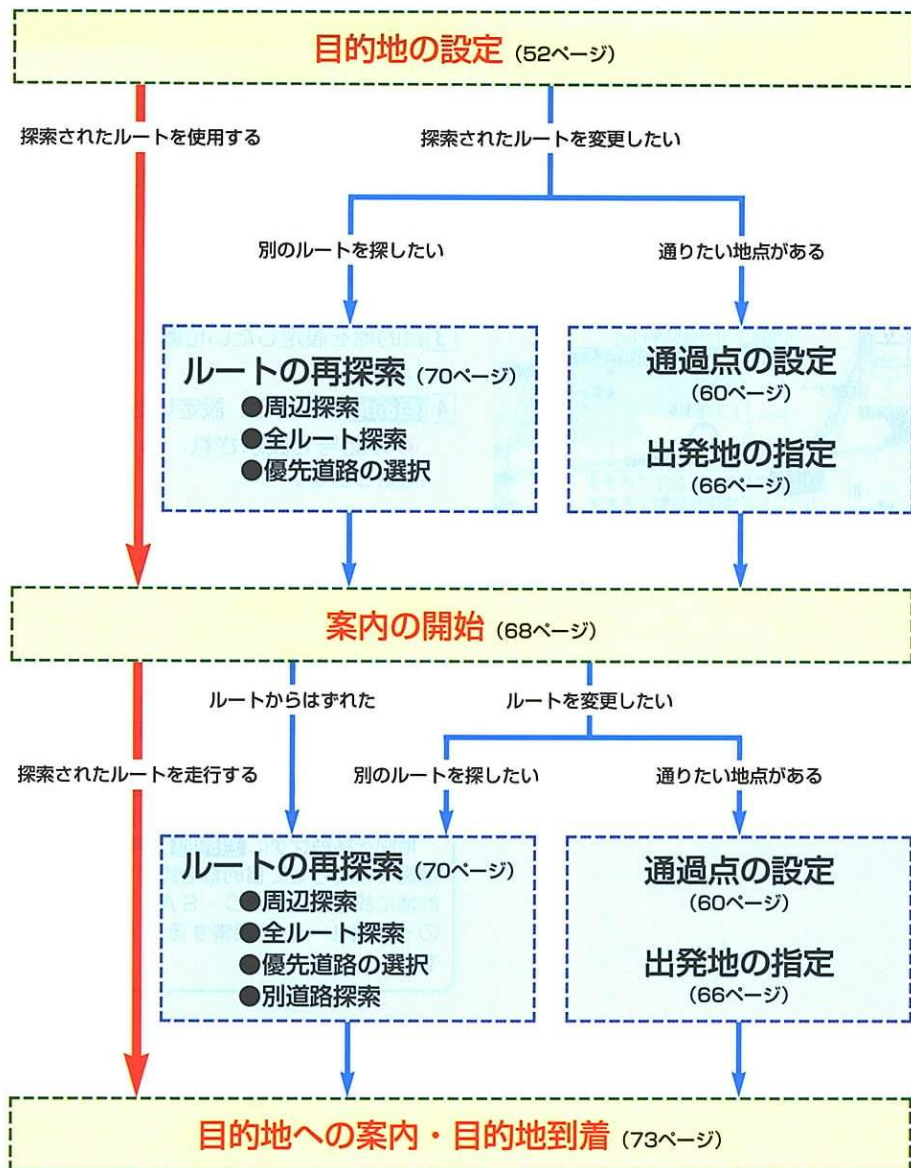 目的地の設定 (52ページ)
探索されたルートを使用する
探索されたルートを変更したい
別のルートを探したい
通りたい地点がある
ルートの再探索 (70ページ)
●周辺探索
●全ルート探索
●優先道路の選択
通過点の設定
(60ページ)
出発地の指定
(66ページ)
案内の開始 (68ページ)
ルートからはずれた
ルートを変更したい
探索されたルートを走行する
別のルートを探したい
通りたい地点がある
ルートの再探索 (70ページ)
●周辺探索
●全ルート探索
●優先道路の選択
●別道路探索
通過点の設定
(60ページ)
出発地の指定
(66ページ)
目的地への案内・目的地到着 (73ページ)